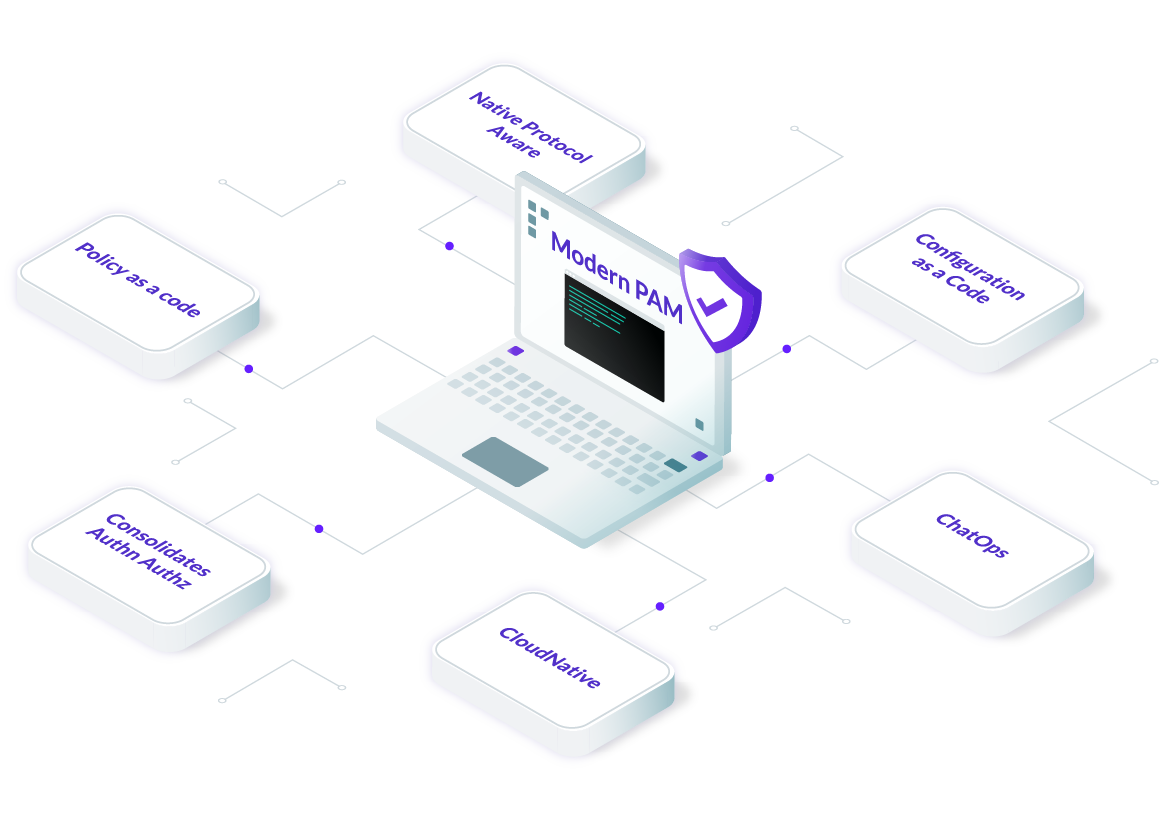 Native Protocol
Aware
Policy as a code
Modern PAM
Configuration
as a Code
Consolidates
Authn Authz
ChatOps
CloudNative